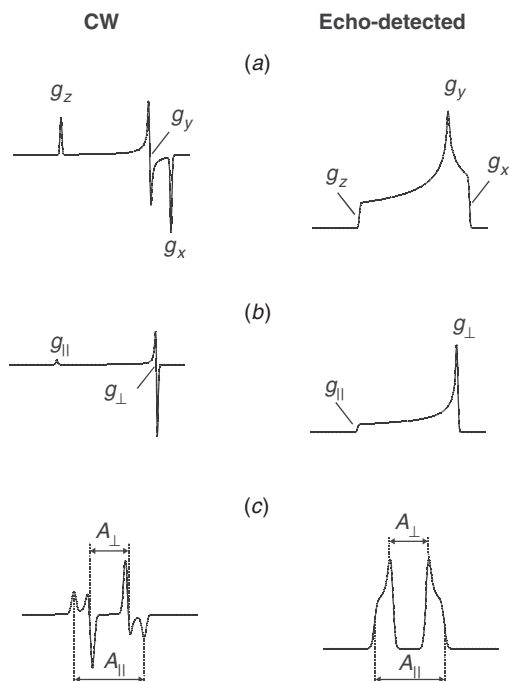 CW Echo-detected
(a)
g_z g_y g_x
g_y g_z g_x
(b)
g_|| g_⊥
g_⊥ g_||
(c)
A_⊥ A_⊥
A_|| A_||